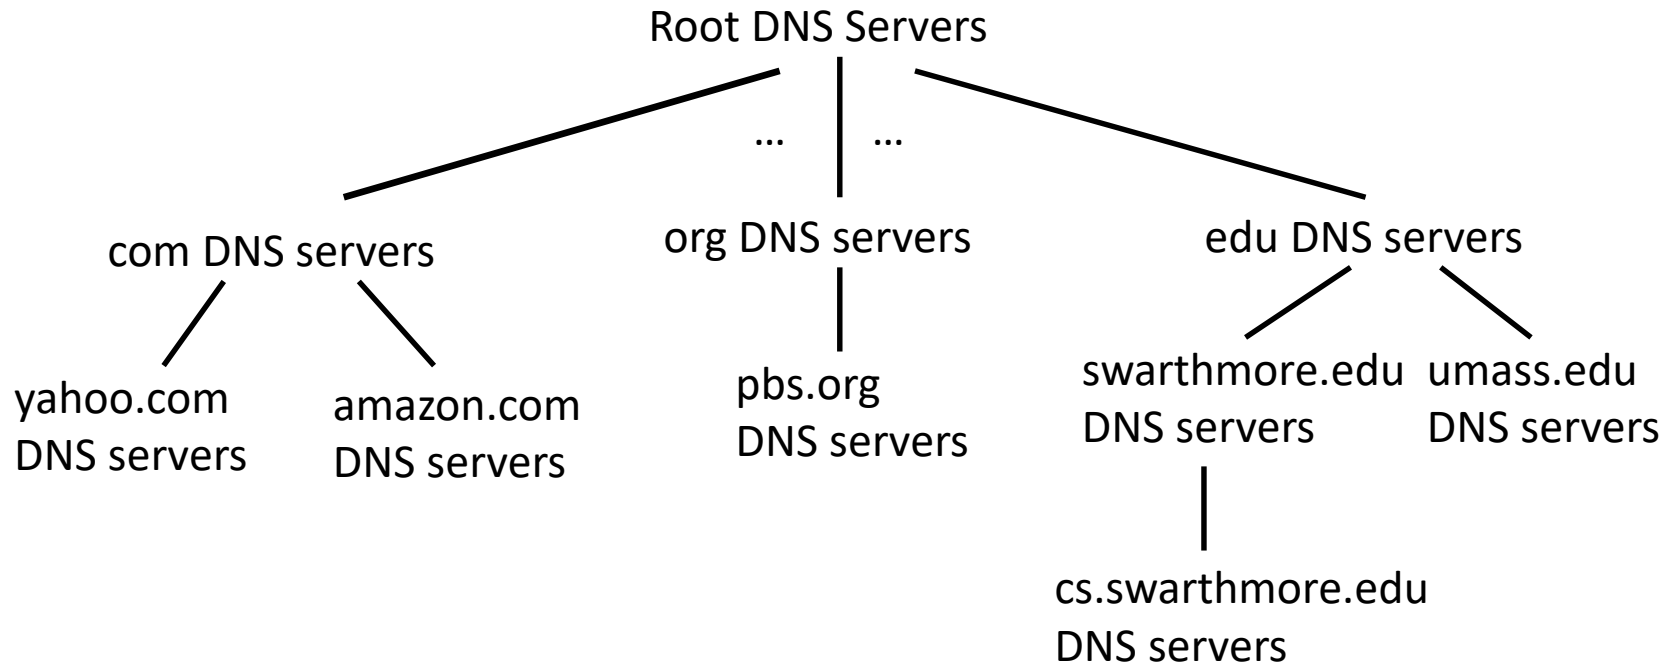 Root DNS Servers
... ...
com DNS servers
org DNS servers
edu DNS servers
yahoo.com
DNS servers
amazon.com
DNS servers
pbs.org
DNS servers
swarthmore.edu
DNS servers
umass.edu
DNS servers
cs.swarthmore.edu
DNS servers